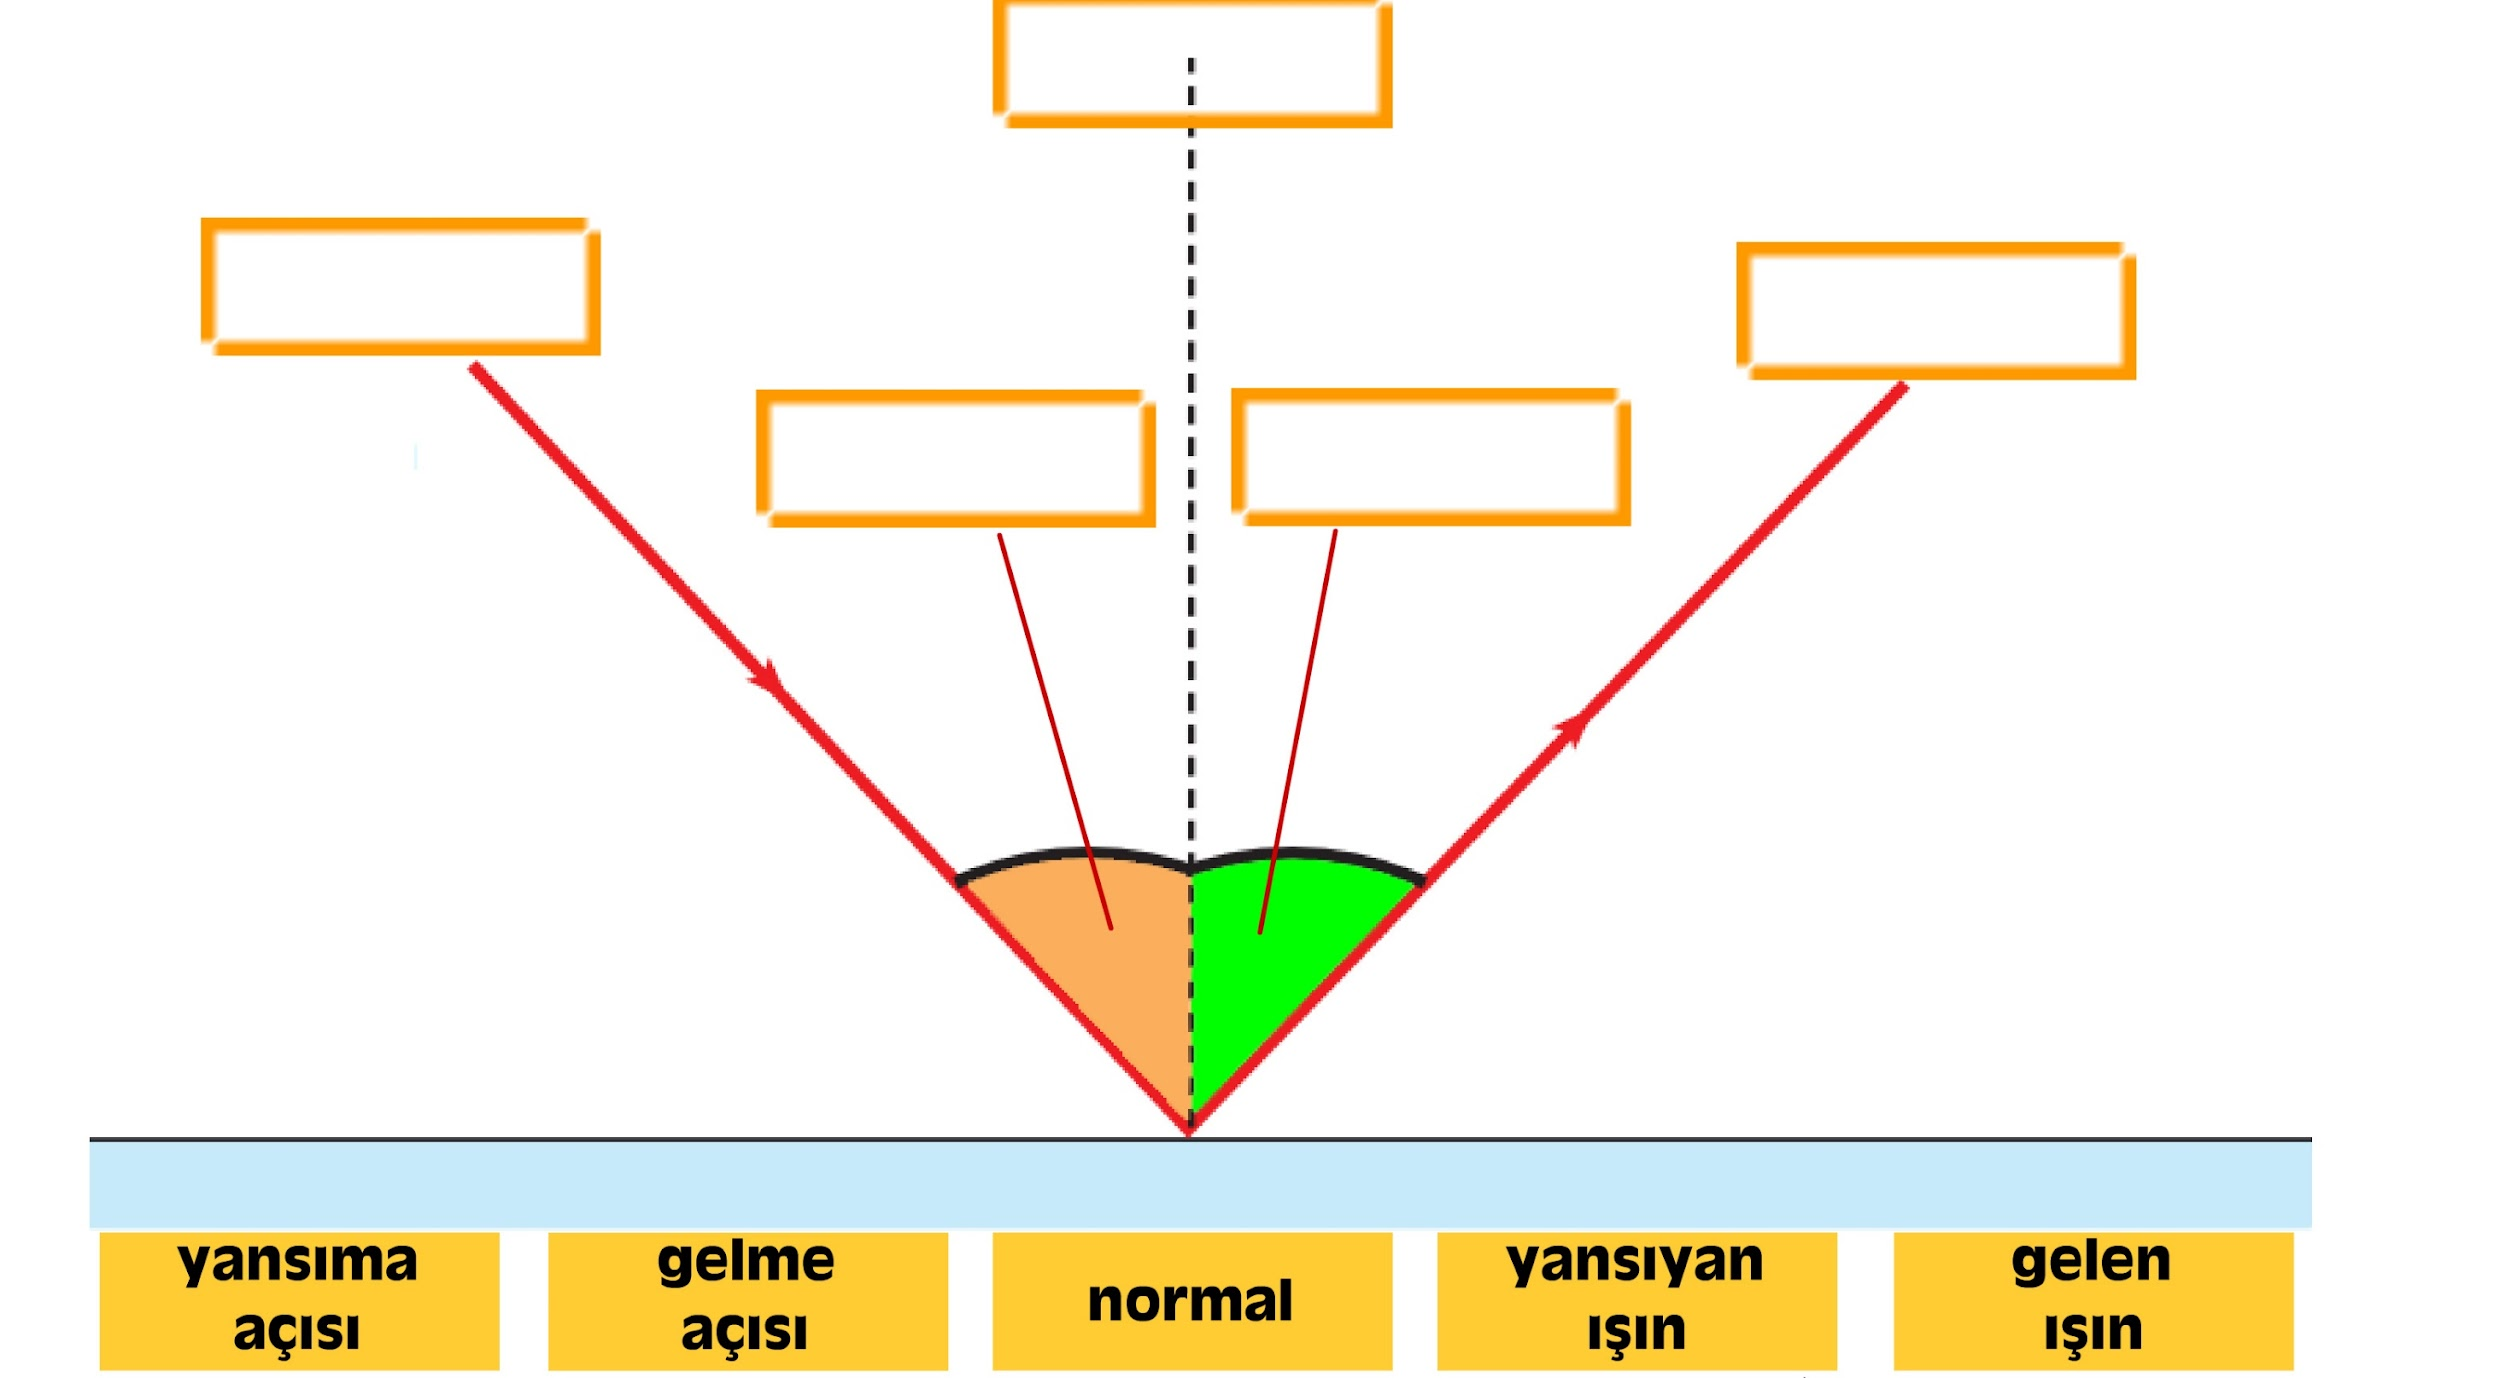 yansıma
açısı
gelme
açısı
normal
yansıyan
ışın
gelen
ışın